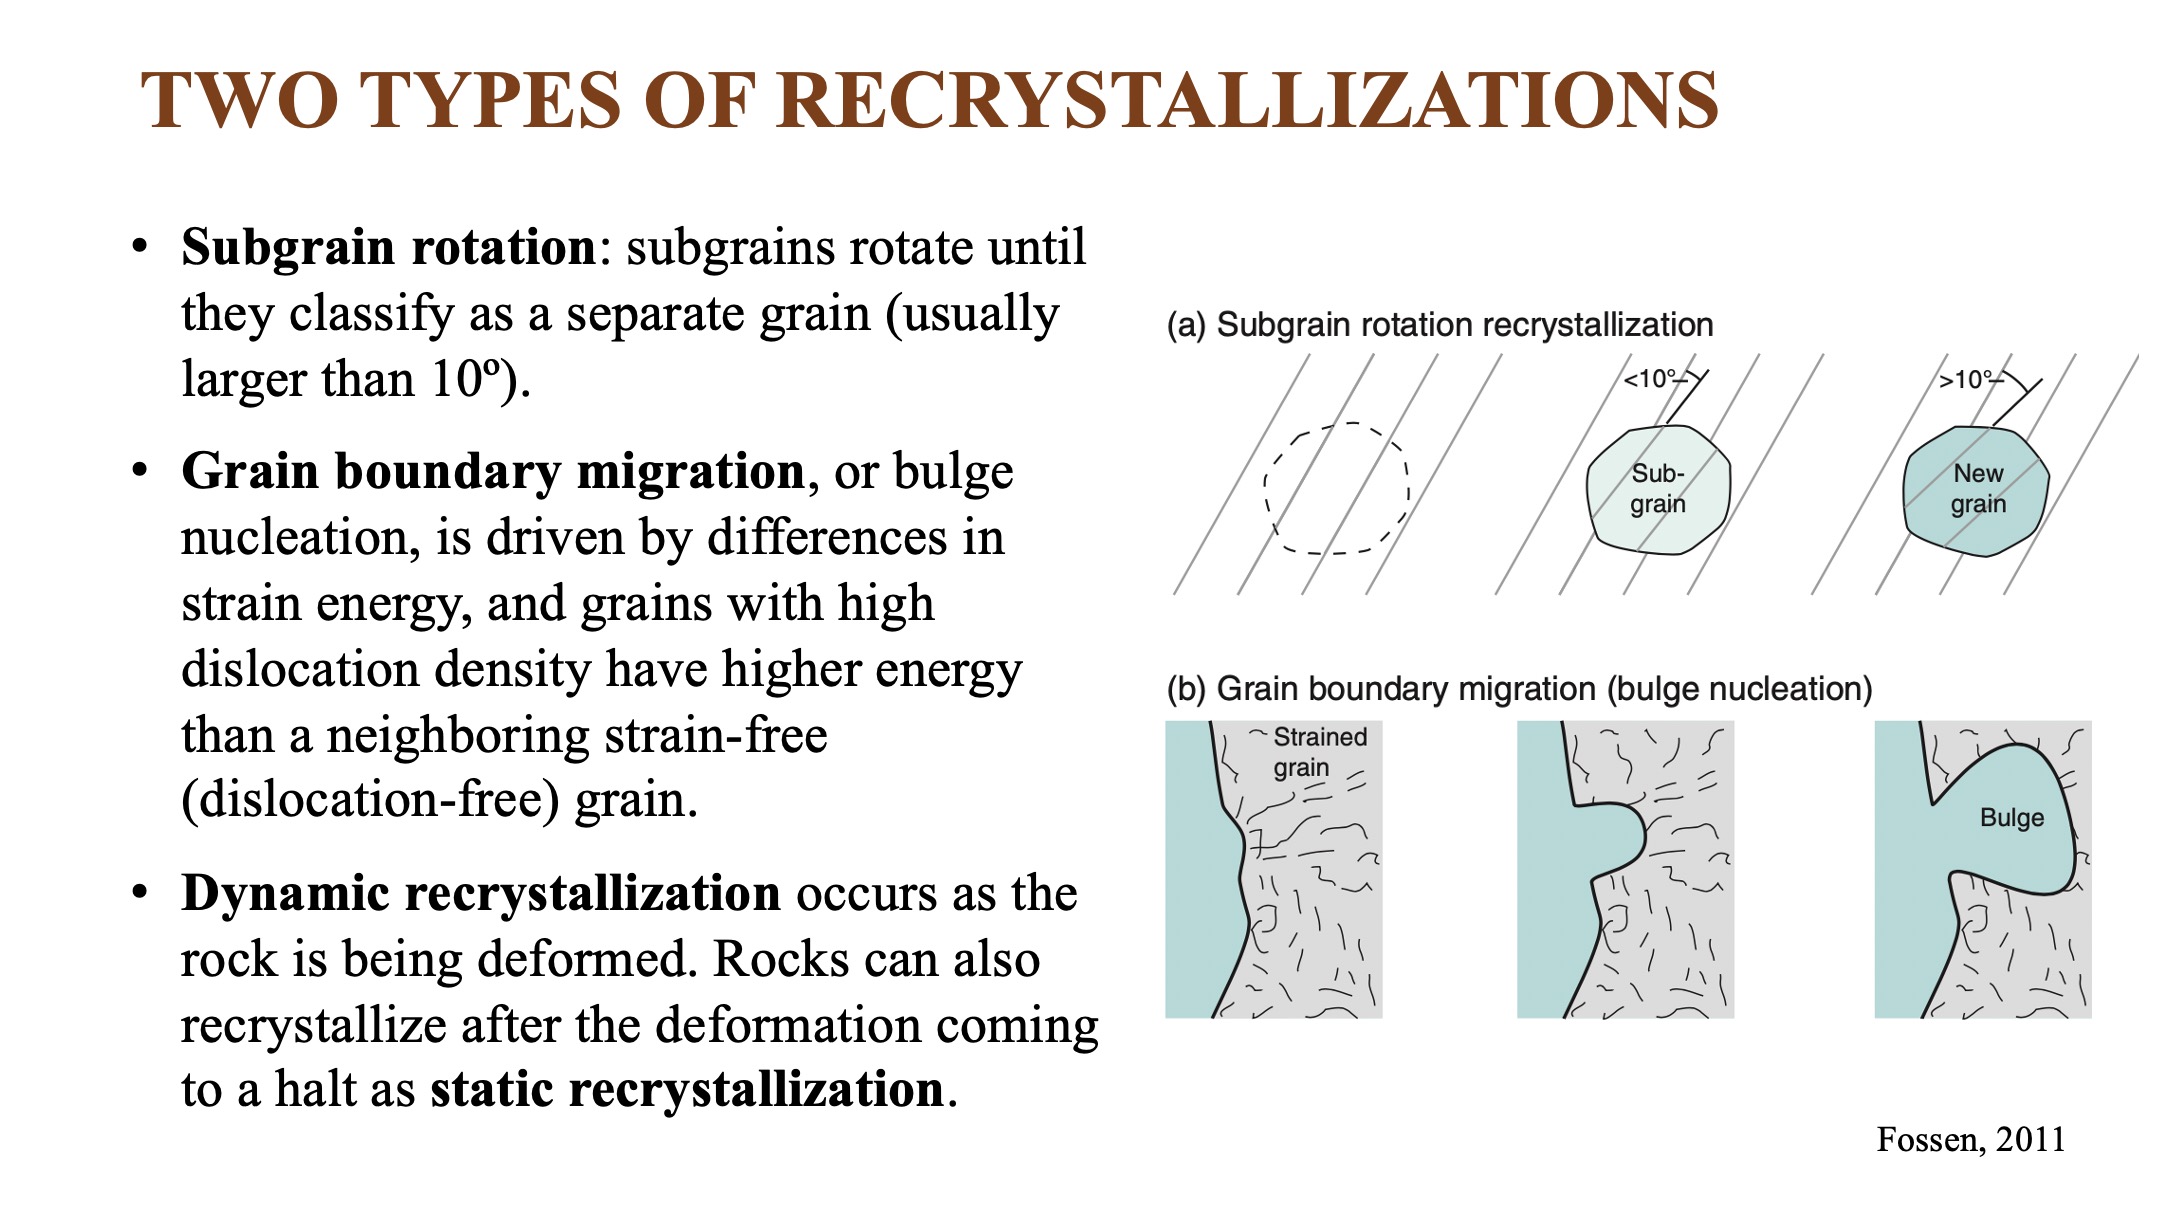 TWO TYPES OF RECRYSTALLIZATIONS
• Subgrain rotation: subgrains rotate until
they classify as a separate grain (usually
larger than 10º).
• Grain boundary migration, or bulge
nucleation, is driven by differences in
strain energy, and grains with high
dislocation density have higher energy
than a neighboring strain-free
(dislocation-free) grain.
• Dynamic recrystallization occurs as the
rock is being deformed. Rocks can also
recrystallize after the deformation coming
to a halt as static recrystallization.
(a) Subgrain rotation recrystallization
<10°
>10°
Sub-
grain
New
grain
(b) Grain boundary migration (bulge nucleation)
Strained
grain
Bulge
Fossen, 2011